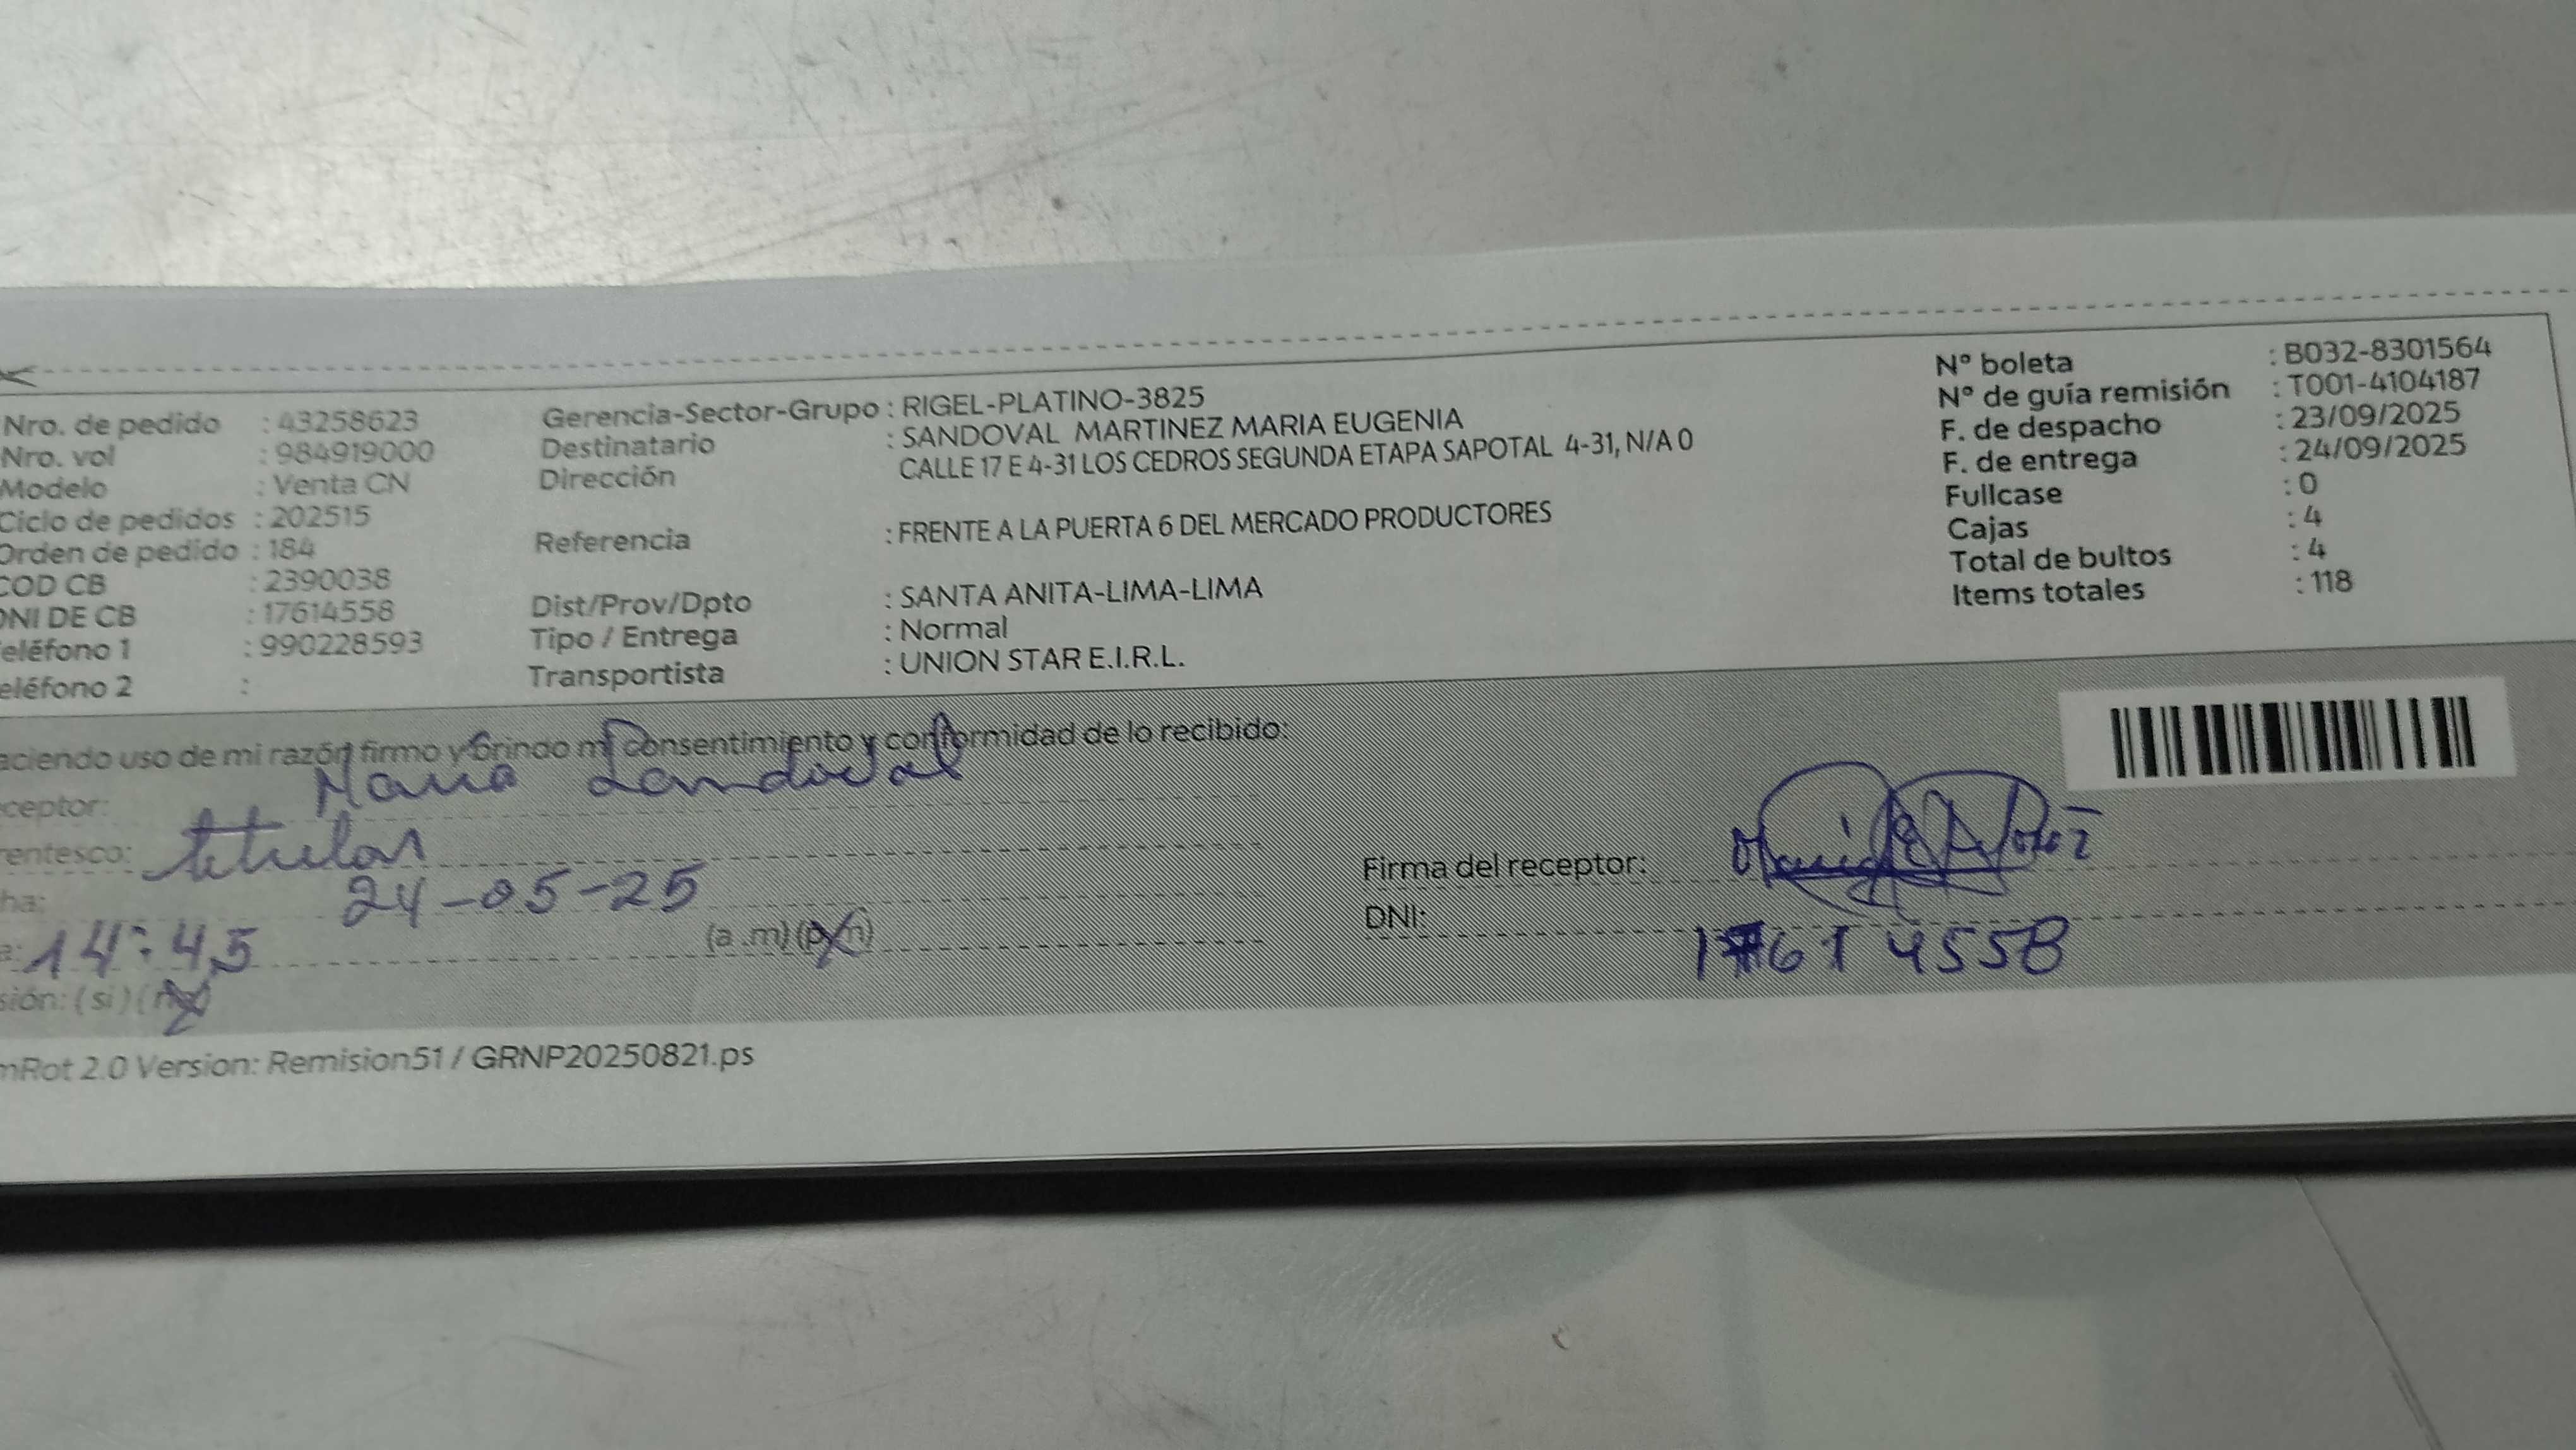 Nro. de pedido : 43258623
Nro. vol : 984919000
Modelo : Venta CN
Ciclo de pedidos : 202515
Orden de pedido : 184
COD CB : 2390038
DNI DE CB : 17614558
eléfono 1 : 990228593
eléfono 2 :
Gerencia-Sector-Grupo : RIGEL-PLATINO-3825
Destinatario : SANDOVAL MARTINEZ MARIA EUGENIA
Dirección CALLE 17 E 4-31 LOS CEDROS SEGUNDA ETAPA SAPOTAL 4-31, N/A 0
Referencia : FRENTE A LA PUERTA 6 DEL MERCADO PRODUCTORES
Dist/Prov/Dpto : SANTA ANITA-LIMA-LIMA
Tipo / Entrega : Normal
Transportista : UNION STAR E.I.R.L.
N° boleta : B032-8301564
N° de guía remisión : T001-4104187
F. de despacho : 23/09/2025
F. de entrega : 24/09/2025
Fullcase : 0
Cajas : 4
Total de bultos : 4
Items totales : 118
aciendo uso de mi razón firmo y brindo mi consentimiento y conformidad de lo recibido:
ceptor: Maria Sandoval
rentesco: titular
ha: 24-05-25
a: 14:45 (a.m) (p.m)
sión: (si) (no)
Firma del receptor:
DNI: 17614558
mRot 2.0 Version: Remision51 / GRNP20250821.ps